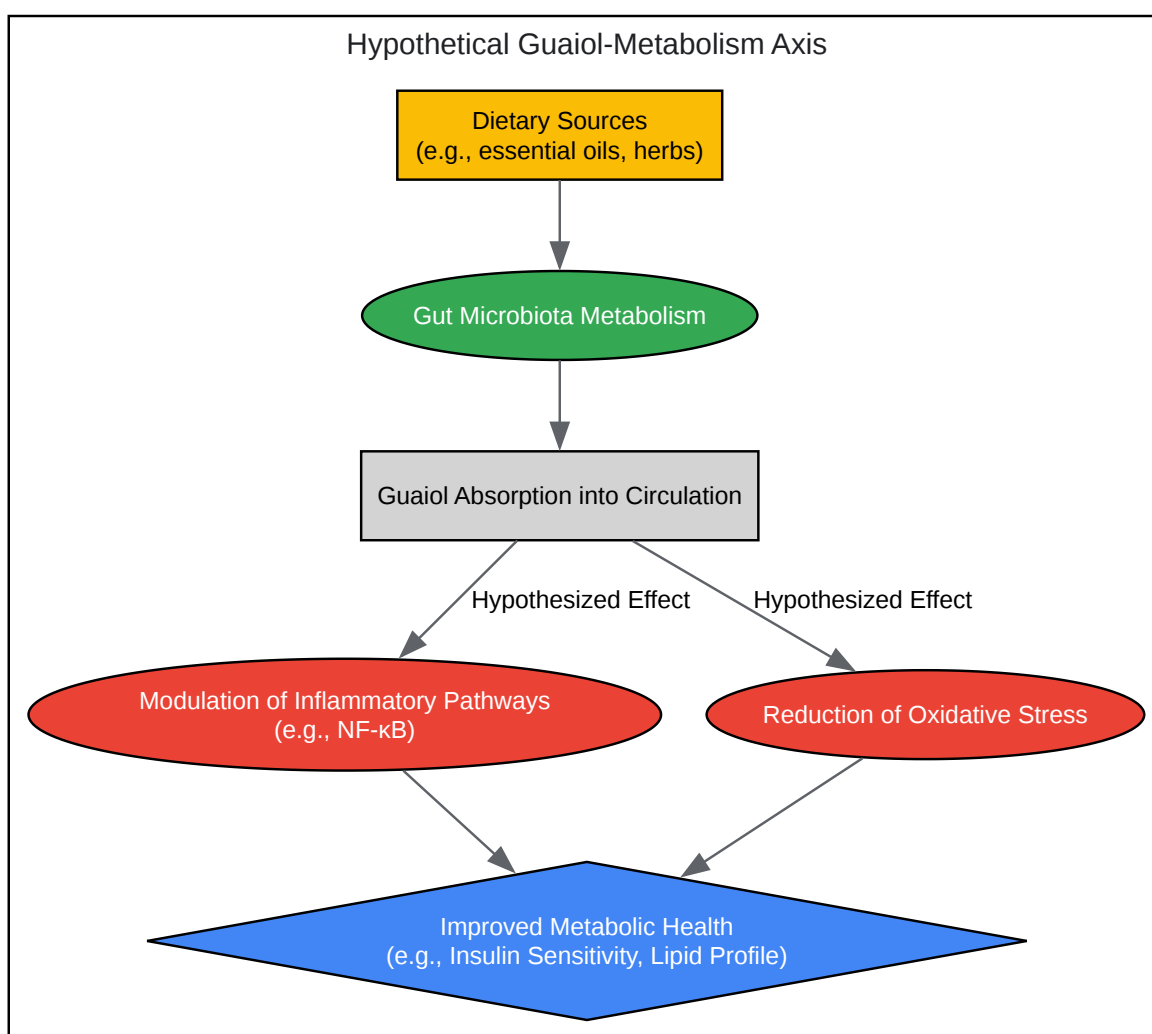 Hypothetical Guaiol-Metabolism Axis
Dietary Sources
(e.g., essential oils, herbs)
Gut Microbiota Metabolism
Guaiol Absorption into Circulation
Hypothesized Effect
Hypothesized Effect
Modulation of Inflammatory Pathways
(e.g., NF-κB)
Reduction of Oxidative Stress
Improved Metabolic Health
(e.g., Insulin Sensitivity, Lipid Profile)